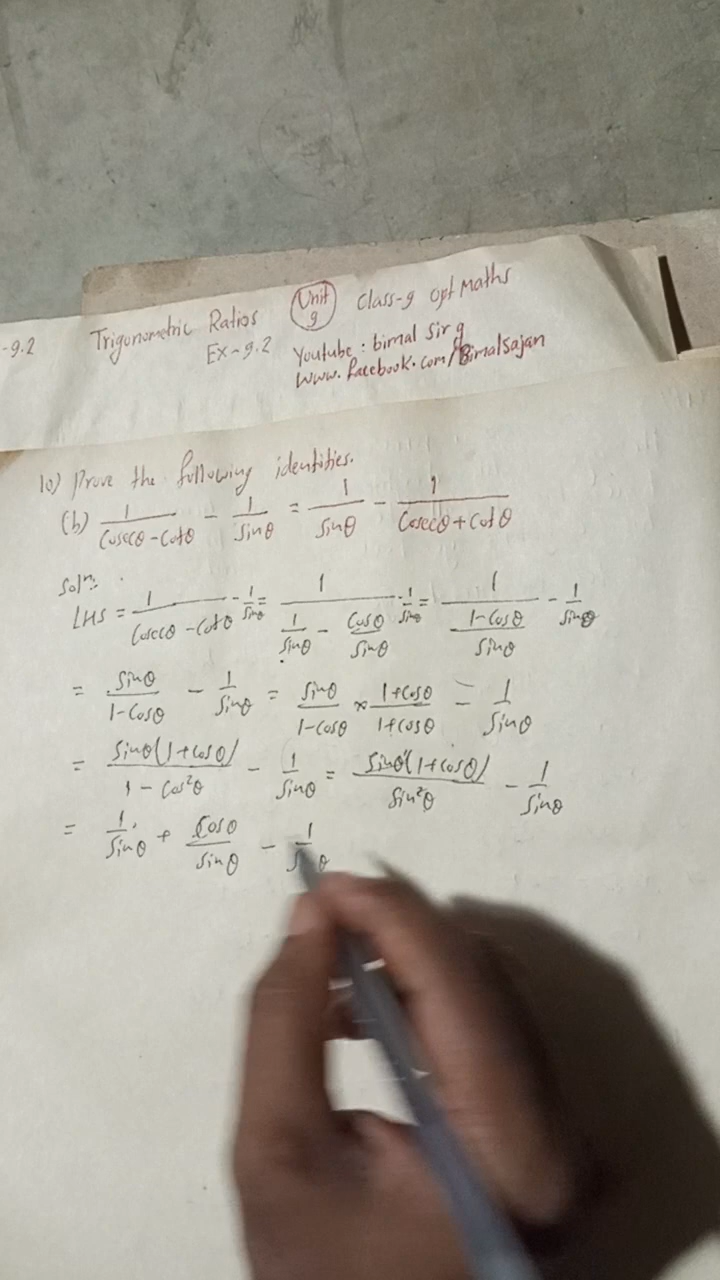 -9.2 Trigonometric Ratios Unit 9 Class-9 Opt Maths
Ex-9.2 Youtube : bimal Sir g
www.facebook.com/Bimalsajan
10) Prove the following identities.
(h) 1/(Cosecθ - Cotθ) - 1/Sinθ = 1/Sinθ - 1/(Cosecθ + Cotθ)
Soln:
LHS = 1/(Cosecθ - Cotθ) - 1/Sinθ = 1/(1/Sinθ - Cosθ/Sinθ) - 1/Sinθ = 1/((1-Cosθ)/Sinθ) - 1/Sinθ
= Sinθ/(1-Cosθ) - 1/Sinθ = Sinθ/(1-Cosθ) × (1+Cosθ)/(1+Cosθ) - 1/Sinθ
= Sinθ(1+Cosθ)/(1-Cos²θ) - 1/Sinθ = Sinθ(1+Cosθ)/Sin²θ - 1/Sinθ
= 1/Sinθ + Cosθ/Sinθ - 1/Sinθ